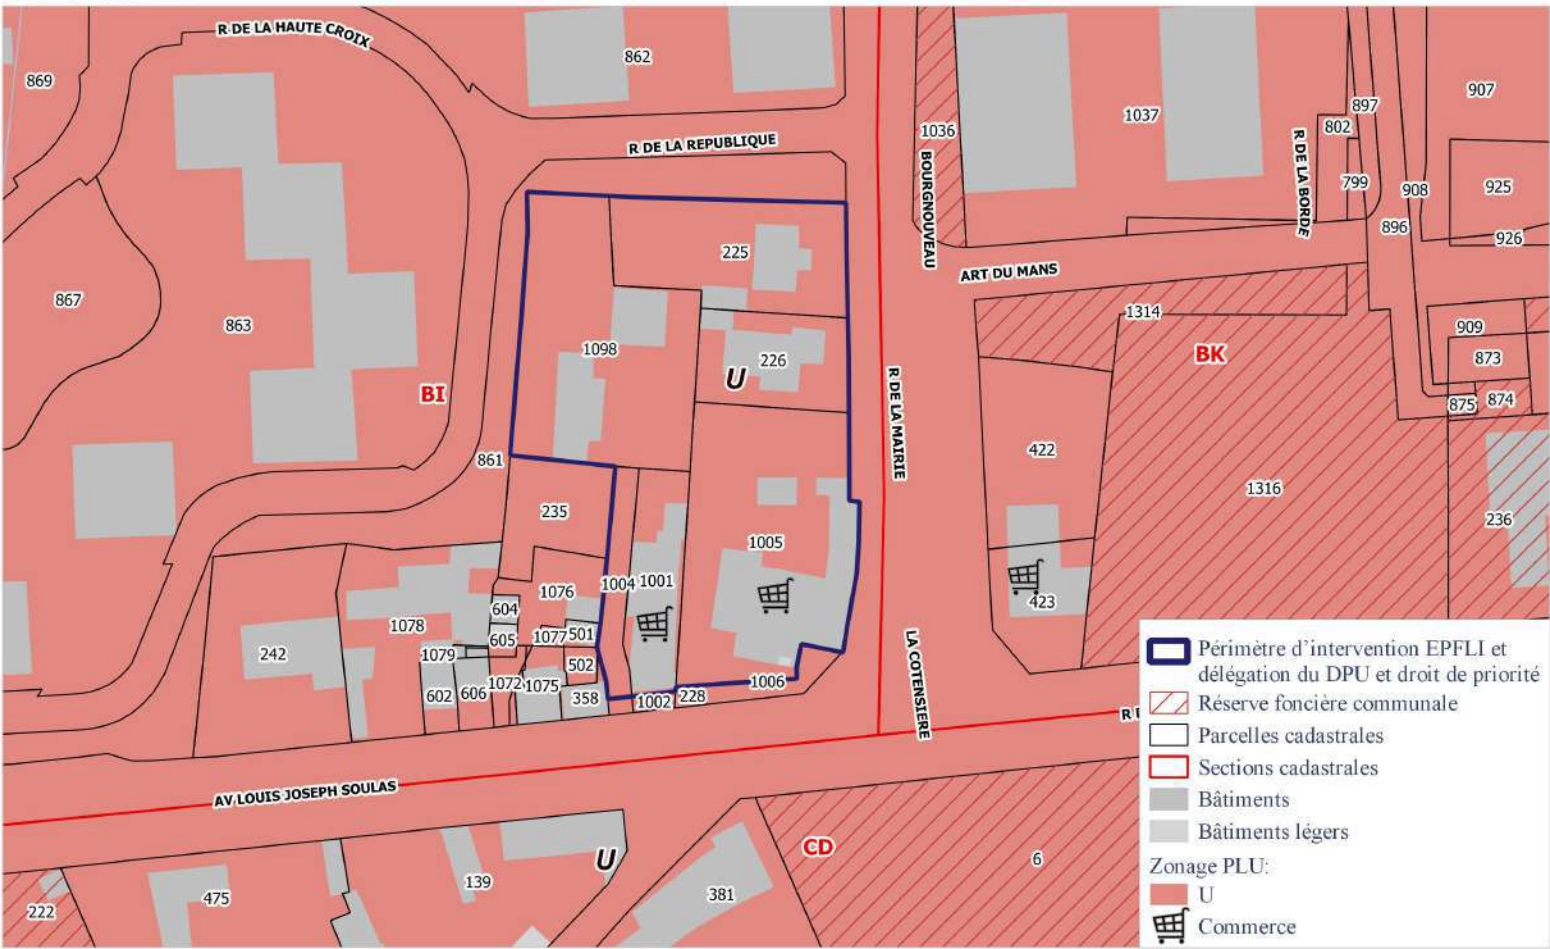 R DE LA HAUTE CROIX
869
862
907
897
1037
802
1036
R DE LA REPUBLIQUE
R DE LA BORDE
799
908
925
BOURGNOUVEAU
896
926
225
ART DU MANS
867
863
1314
909
1098
226
U
BK
873
BI
R DE LA MAIRIE
875
874
861
422
1316
235
236
1005
1004
1001
1076
604
423
1078
605
1077
501
242
1079
502
602
606
1072
1075
358
1002
228
1006
LA COTENSIERE
AV LOUIS JOSEPH SOULAS
U
CD
6
139
381
475
222
Périmètre d'intervention EPFLI et
délégation du DPU et droit de priorité
Réserve foncière communale
Parcelles cadastrales
Sections cadastrales
Bâtiments
Bâtiments légers
Zonage PLU:
U
Commerce